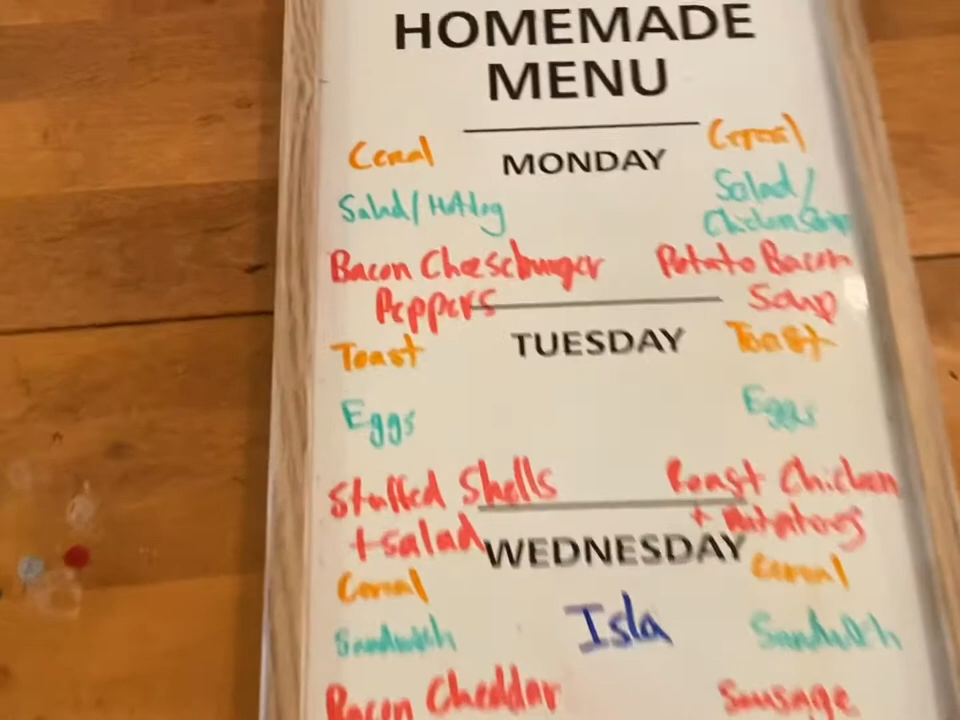 HOMEMADE
MENU
MONDAY
Cereal
Salad/Hotdog
Bacon Cheeseburger
Peppers
Cereal
Salad/
Chicken Soup
Potato Bacon
Soup
TUESDAY
Toast
Eggs
Stuffed Shells
+ salad
Toast
Eggs
Roast Chicken
+ Potatoes
WEDNESDAY
Cereal
Sandwich
Bacon Cheddar
Isla
Cereal
Sandwich
Sausage